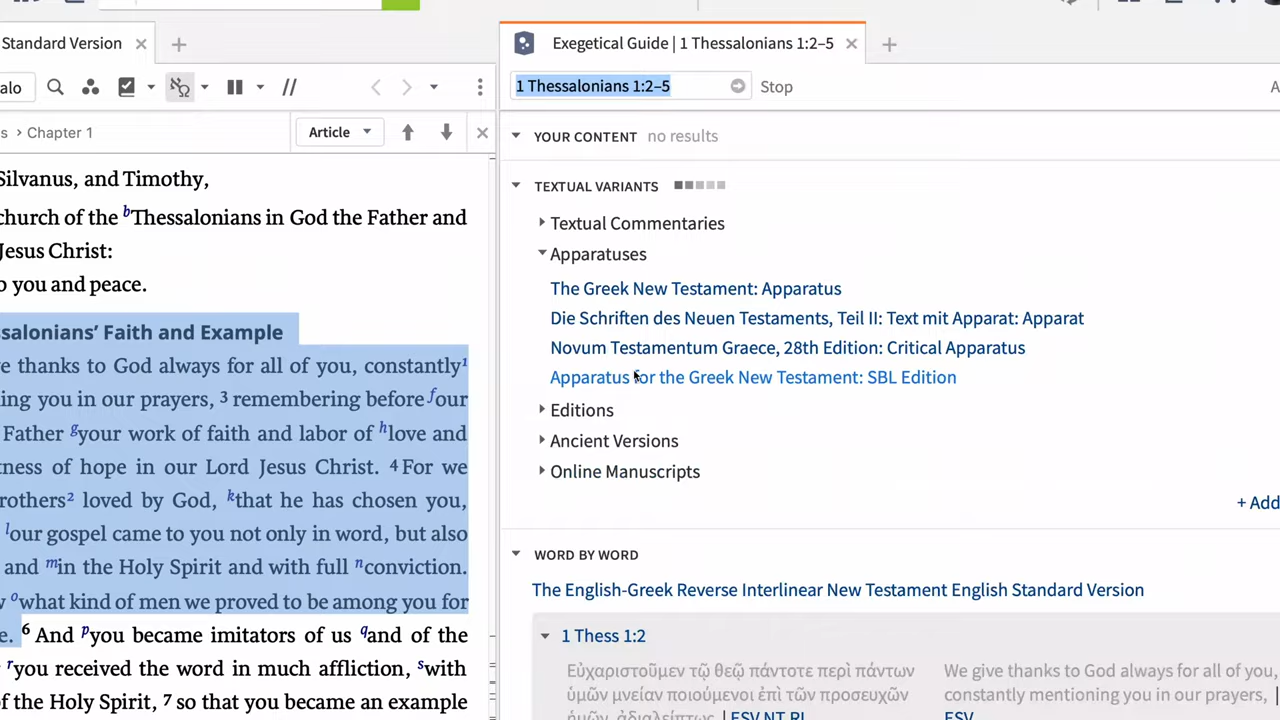 Standard Version
Exegetical Guide | 1 Thessalonians 1:2–5
alo
1 Thessalonians 1:2–5
Stop
A
s › Chapter 1
Article
Silvanus, and Timothy,
church of the bThessalonians in God the Father and
Jesus Christ:
o you and peace.
ssalonians’ Faith and Example
ve thanks to God always for all of you, constantly1
ning you in our prayers, 3 remembering before four
Father gyour work of faith and labor of hlove and
tness of hope in our Lord Jesus Christ. 4 For we
rothers2 loved by God, kthat he has chosen you,
lour gospel came to you not only in word, but also
and min the Holy Spirit and with full nconviction.
w owhat kind of men we proved to be among you for
e. 6 And pyou became imitators of us qand of the
ryou received the word in much affliction, swith
of the Holy Spirit, 7 so that you became an example
YOUR CONTENT no results
TEXTUAL VARIANTS
Textual Commentaries
Apparatuses
The Greek New Testament: Apparatus
Die Schriften des Neuen Testaments, Teil II: Text mit Apparat: Apparat
Novum Testamentum Graece, 28th Edition: Critical Apparatus
Apparatus for the Greek New Testament: SBL Edition
Editions
Ancient Versions
Online Manuscripts
+ Add
WORD BY WORD
The English-Greek Reverse Interlinear New Testament English Standard Version
1 Thess 1:2
Εὐχαριστοῦμεν τῷ θεῷ πάντοτε περὶ πάντων
ὑμῶν μνείαν ποιούμενοι ἐπὶ τῶν προσευχῶν
ἡμῶν, ἀδιαλείπτως | ESV NT RI
We give thanks to God always for all of you,
constantly mentioning you in our prayers, |
ESV